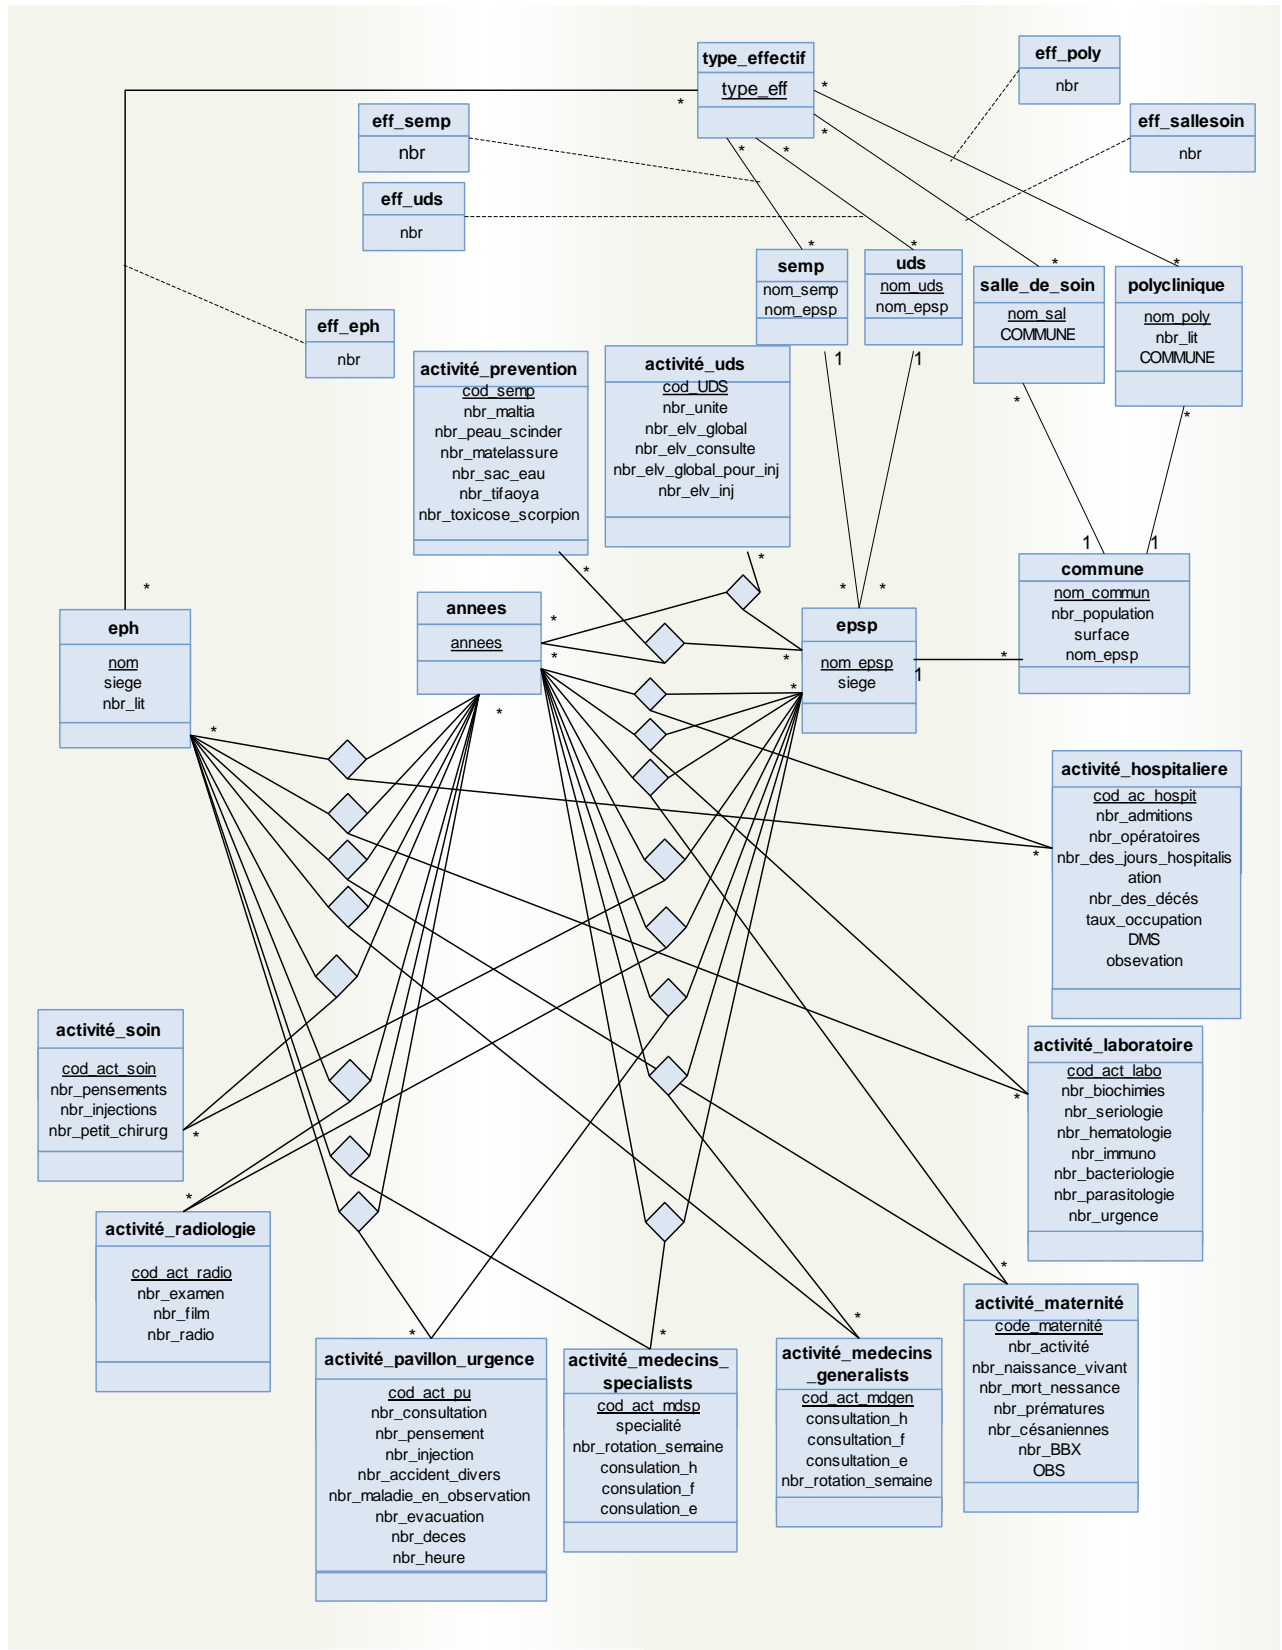 type_effectif
type_eff
eff_poly
nbr
eff_semp
nbr
eff_sallesoin
nbr
eff_uds
nbr
*
*
*
*
*
*
*
*
*
semp
nom_semp
nom_epsp
uds
nom_uds
nom_epsp
salle_de_soin
nom_sal
COMMUNE
polyclinique
nom_poly
nbr_lit
COMMUNE
eff_eph
nbr
1
1
*
*
activité_prevention
cod_semp
nbr_maltia
nbr_peau_scinder
nbr_matelassure
nbr_sac_eau
nbr_tifaoya
nbr_toxicose_scorpion
activité_uds
cod_UDS
nbr_unite
nbr_elv_global
nbr_elv_consulte
nbr_elv_global_pour_inj
nbr_elv_inj
1
1
*
*
*
*
*
commune
nom_commun
nbr_population
surface
nom_epsp
eph
nom
siege
nbr_lit
annees
annees
epsp
nom_epsp
siege
*
*
*
*
1
*
*
*
activité_hospitaliere
cod_ac_hospit
nbr_admitions
nbr_opératoires
nbr_des_jours_hospitalis
ation
nbr_des_décés
taux_occupation
DMS
obsevation
*
activité_soin
cod_act_soin
nbr_pensements
nbr_injections
nbr_petit_chirurg
*
activité_laboratoire
cod_act_labo
nbr_biochimies
nbr_seriologie
nbr_hematologie
nbr_immuno
nbr_bacteriologie
nbr_parasitologie
nbr_urgence
*
*
activité_radiologie
cod_act_radio
nbr_examen
nbr_film
nbr_radio
*
activité_maternité
code_maternité
nbr_activité
nbr_naissance_vivant
nbr_mort_nessance
nbr_prématures
nbr_césaniennes
nbr_BBX
OBS
*
*
*
activité_pavillon_urgence
cod_act_pu
nbr_consultation
nbr_pensement
nbr_injection
nbr_accident_divers
nbr_maladie_en_observation
nbr_evacuation
nbr_deces
nbr_heure
activité_medecins_
specialists
cod_act_mdsp
specialité
nbr_rotation_semaine
consulation_h
consulation_f
consulation_e
activité_medecins
_generalists
cod_act_mdgen
consultation_h
consultation_f
consultation_e
nbr_rotation_semaine